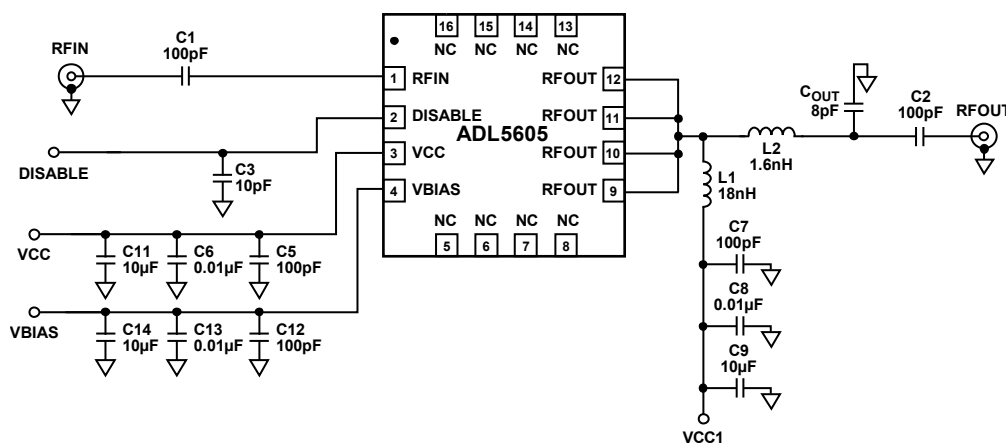 16
15
14
13
NC
NC
NC
NC
RFIN
C1
100pF
1
RFIN
2
DISABLE
3
VCC
4
VBIAS
ADL5605
RFOUT
12
RFOUT
11
RFOUT
10
RFOUT
9
NC
NC
NC
NC
5
6
7
8
DISABLE
C3
10pF
VCC
C11
10µF
C6
0.01µF
C5
100pF
VBIAS
C14
10µF
C13
0.01µF
C12
100pF
COUT
8pF
C2
100pF
RFOUT
L2
1.6nH
L1
18nH
C7
100pF
C8
0.01µF
C9
10µF
VCC1